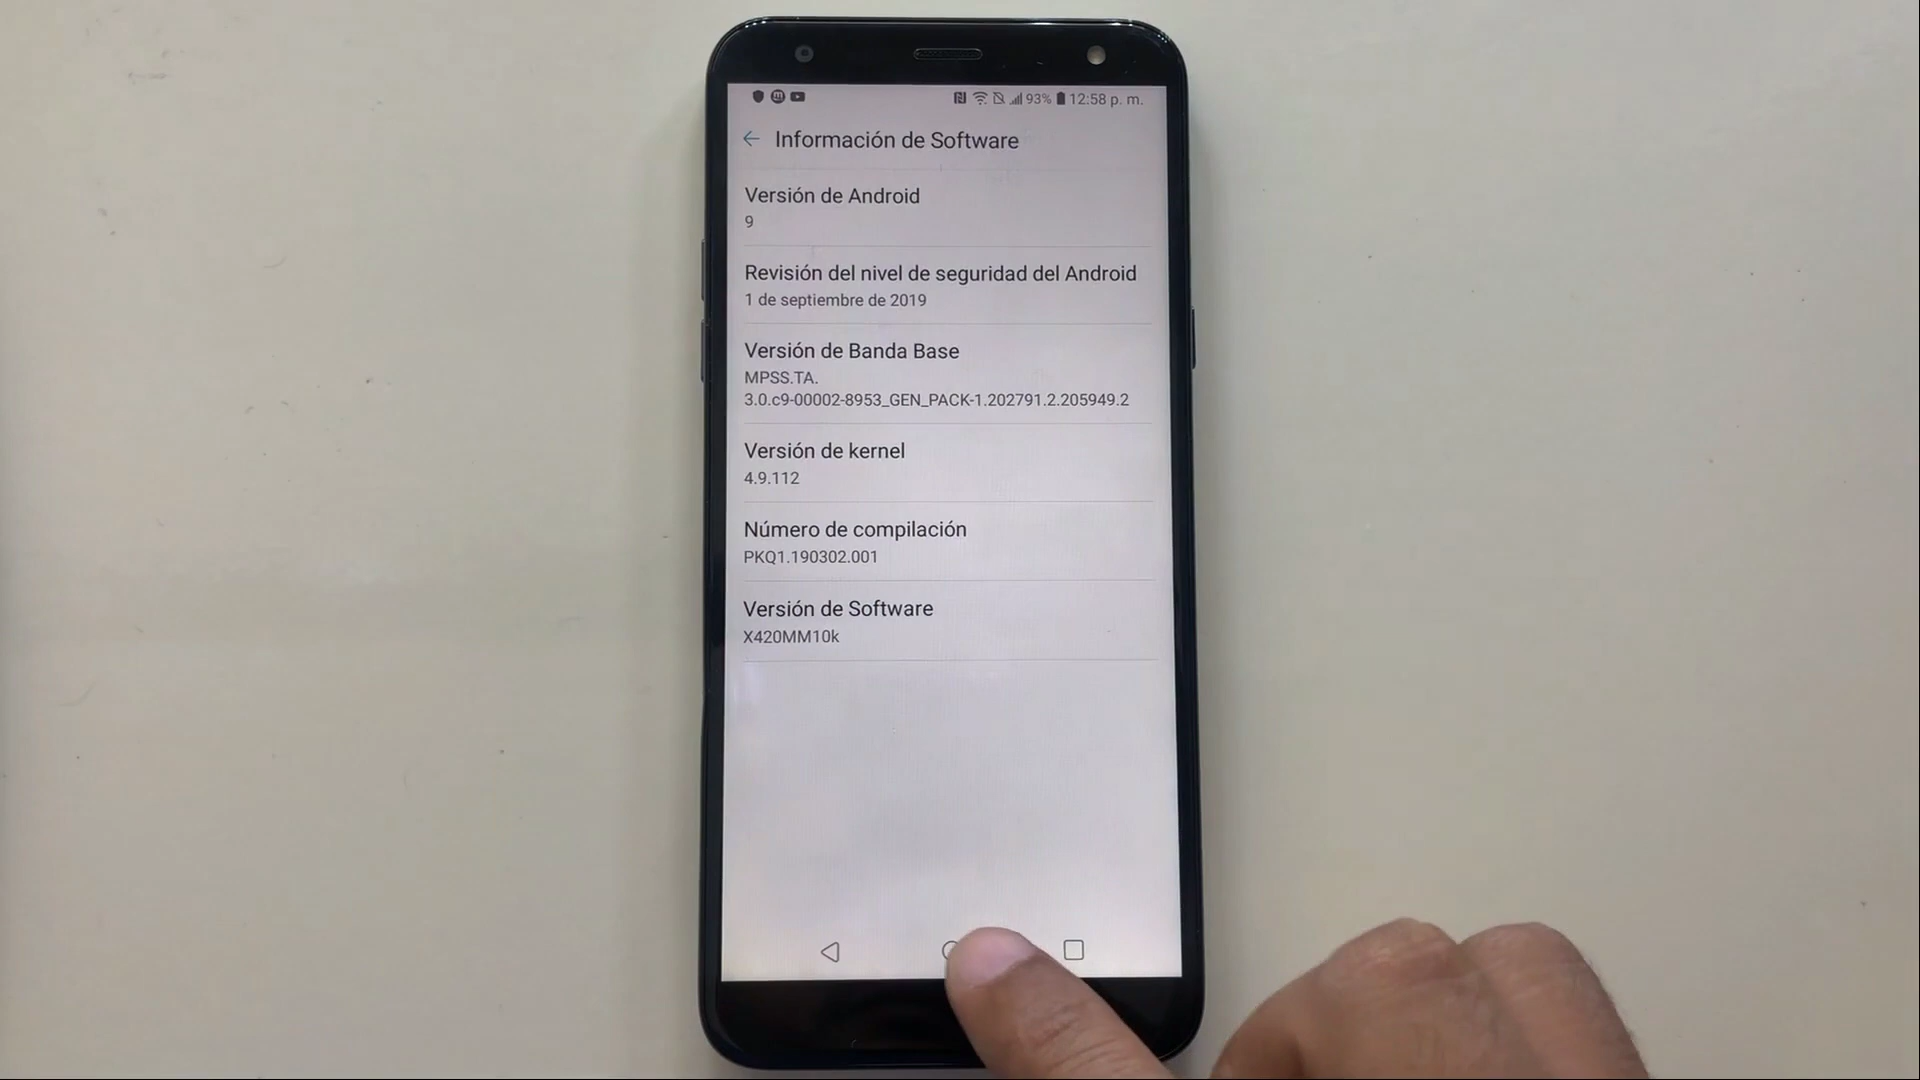 93% 12:58 p. m.
Información de Software
Versión de Android
9
Revisión del nivel de seguridad del Android
1 de septiembre de 2019
Versión de Banda Base
MPSS.TA.
3.0.c9-00002-8953_GEN_PACK-1.202791.2.205949.2
Versión de kernel
4.9.112
Número de compilación
PKQ1.190302.001
Versión de Software
X420MM10k